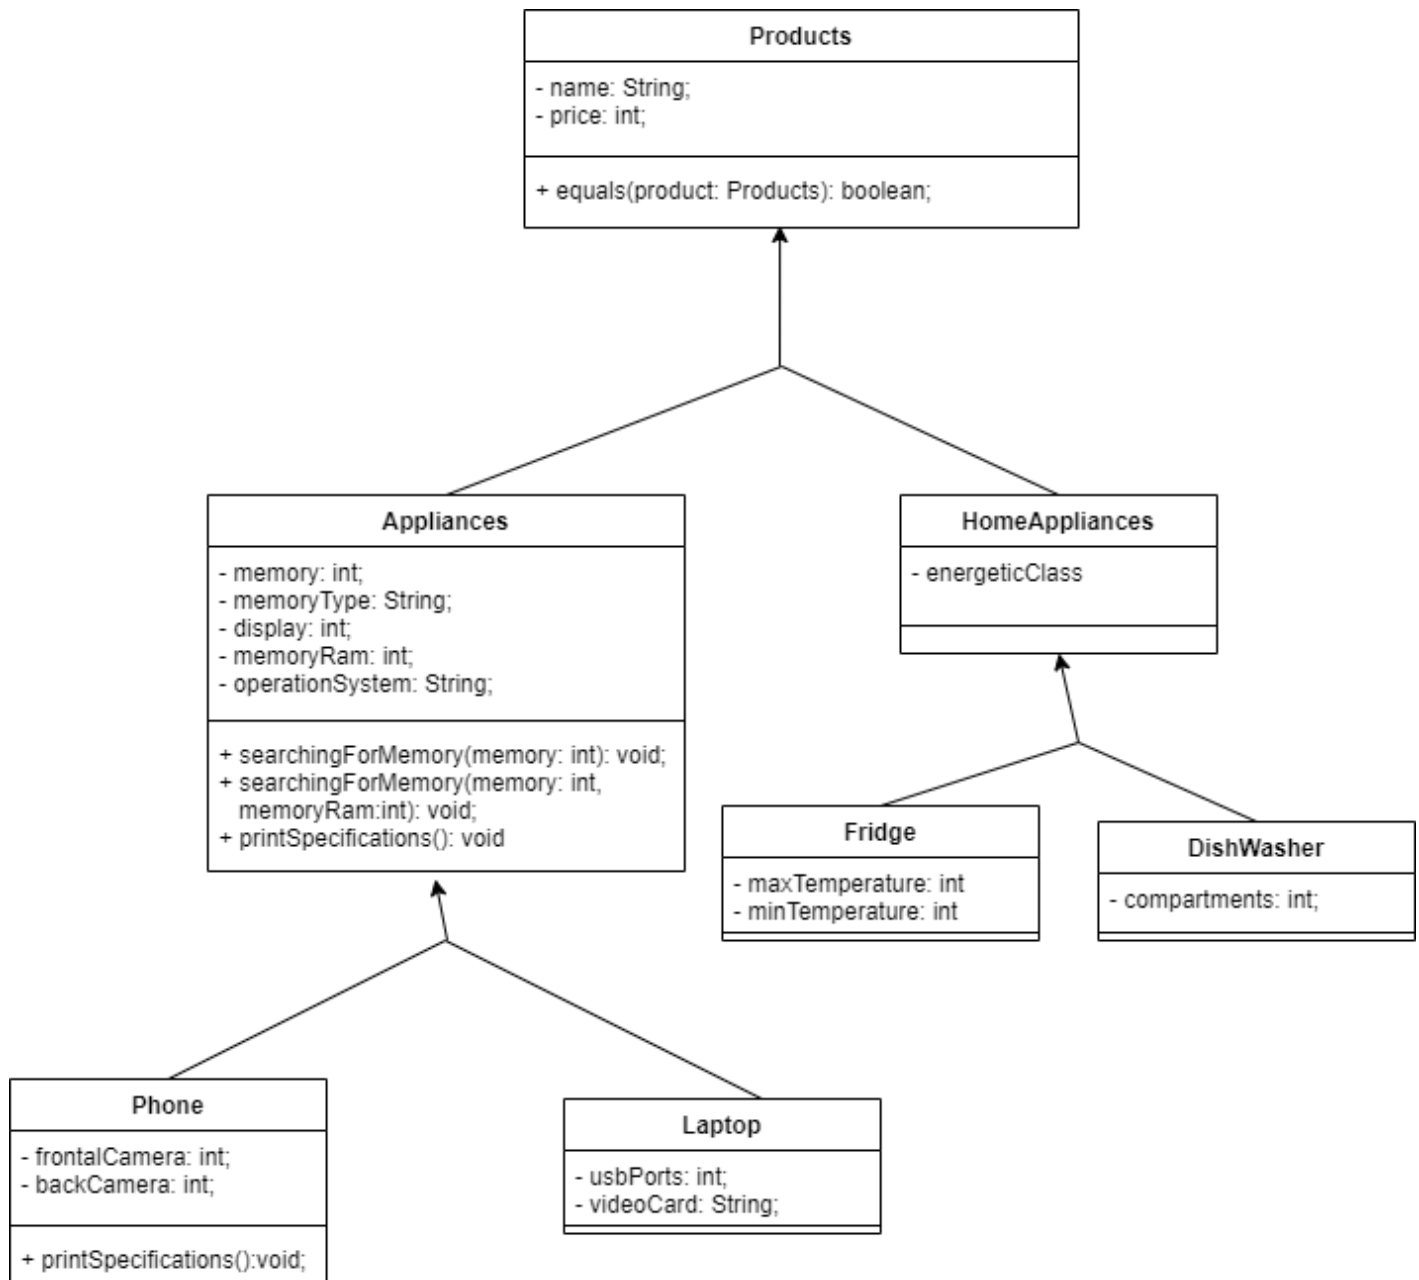 Products
- name: String;
- price: int;
+ equals(product: Products): boolean;
Appliances
- memory: int;
- memoryType: String;
- display: int;
- memoryRam: int;
- operationSystem: String;
+ searchingForMemory(memory: int): void;
+ searchingForMemory(memory: int,
memoryRam:int): void;
+ printSpecifications(): void
HomeAppliances
- energeticClass
Fridge
- maxTemperature: int
- minTemperature: int
DishWasher
- compartments: int;
Phone
- frontalCamera: int;
- backCamera: int;
+ printSpecifications():void;
Laptop
- usbPorts: int;
- videoCard: String;